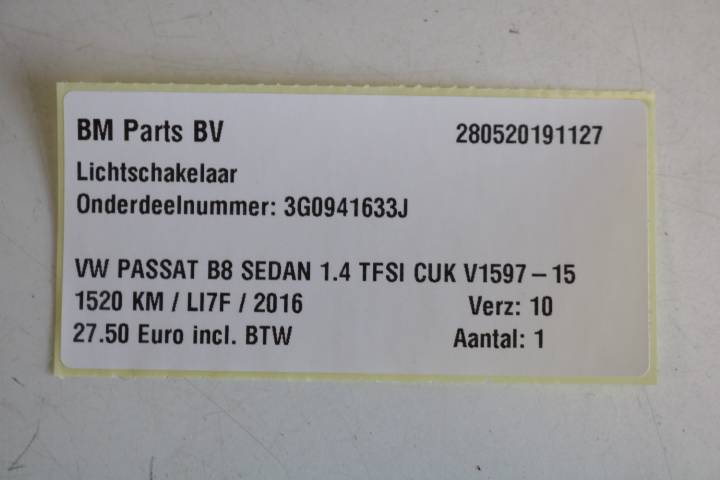 BM Parts BV 280520191127
Lichtschakelaar
Onderdeelnummer: 3G0941633J
VW PASSAT B8 SEDAN 1.4 TFSI CUK V1597 – 15
1520 KM / LI7F / 2016 Verz: 10
27.50 Euro incl. BTW Aantal: 1